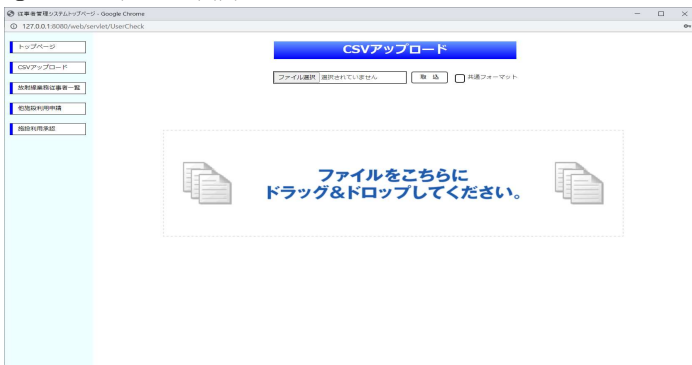 従事者管理システムトップページ - Google Chrome
127.0.0.1:8080/web/servlet/UserCheck
トップページ
CSVアップロード
放射線業務従事者一覧
他施設利用申請
施設利用承認
CSVアップロード
ファイル選択 選択されていません 取 込 共通フォーマット
ファイルをこちらに
ドラッグ&ドロップしてください。